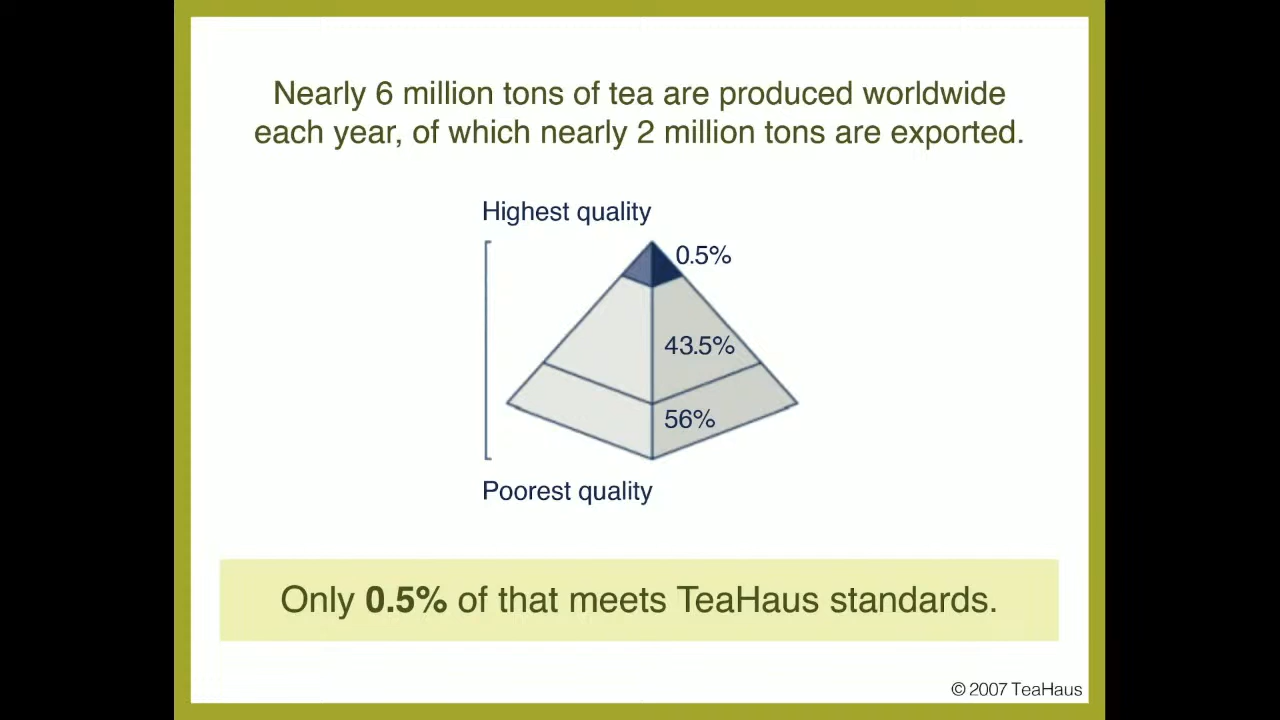 Nearly 6 million tons of tea are produced worldwide
each year, of which nearly 2 million tons are exported.
Highest quality
0.5%
43.5%
56%
Poorest quality
Only 0.5% of that meets TeaHaus standards.
© 2007 TeaHaus